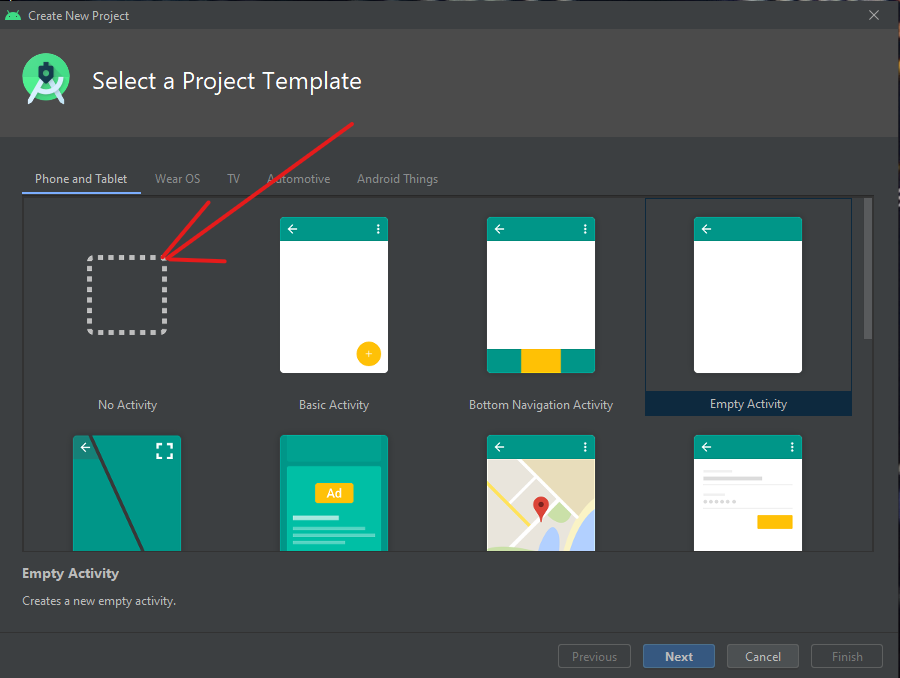 Create New Project
Select a Project Template
Phone and Tablet Wear OS TV Automotive Android Things
No Activity Basic Activity Bottom Navigation Activity Empty Activity
Ad
Empty Activity
Creates a new empty activity.
Previous Next Cancel Finish